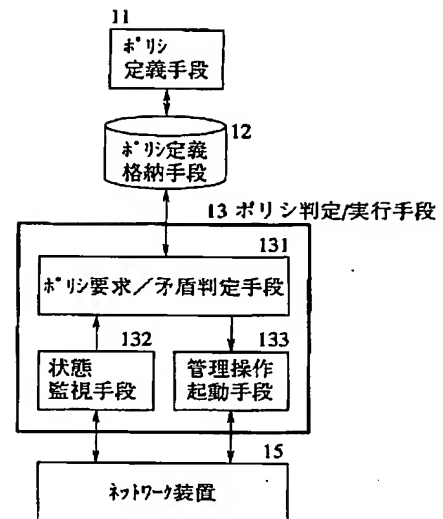 11
ポリシ
定義手段
12
ポリシ定義
格納手段
13 ポリシ判定/実行手段
131
ポリシ要求/矛盾判定手段
132
状態
監視手段
133
管理操作
起動手段
15
ネットワーク装置